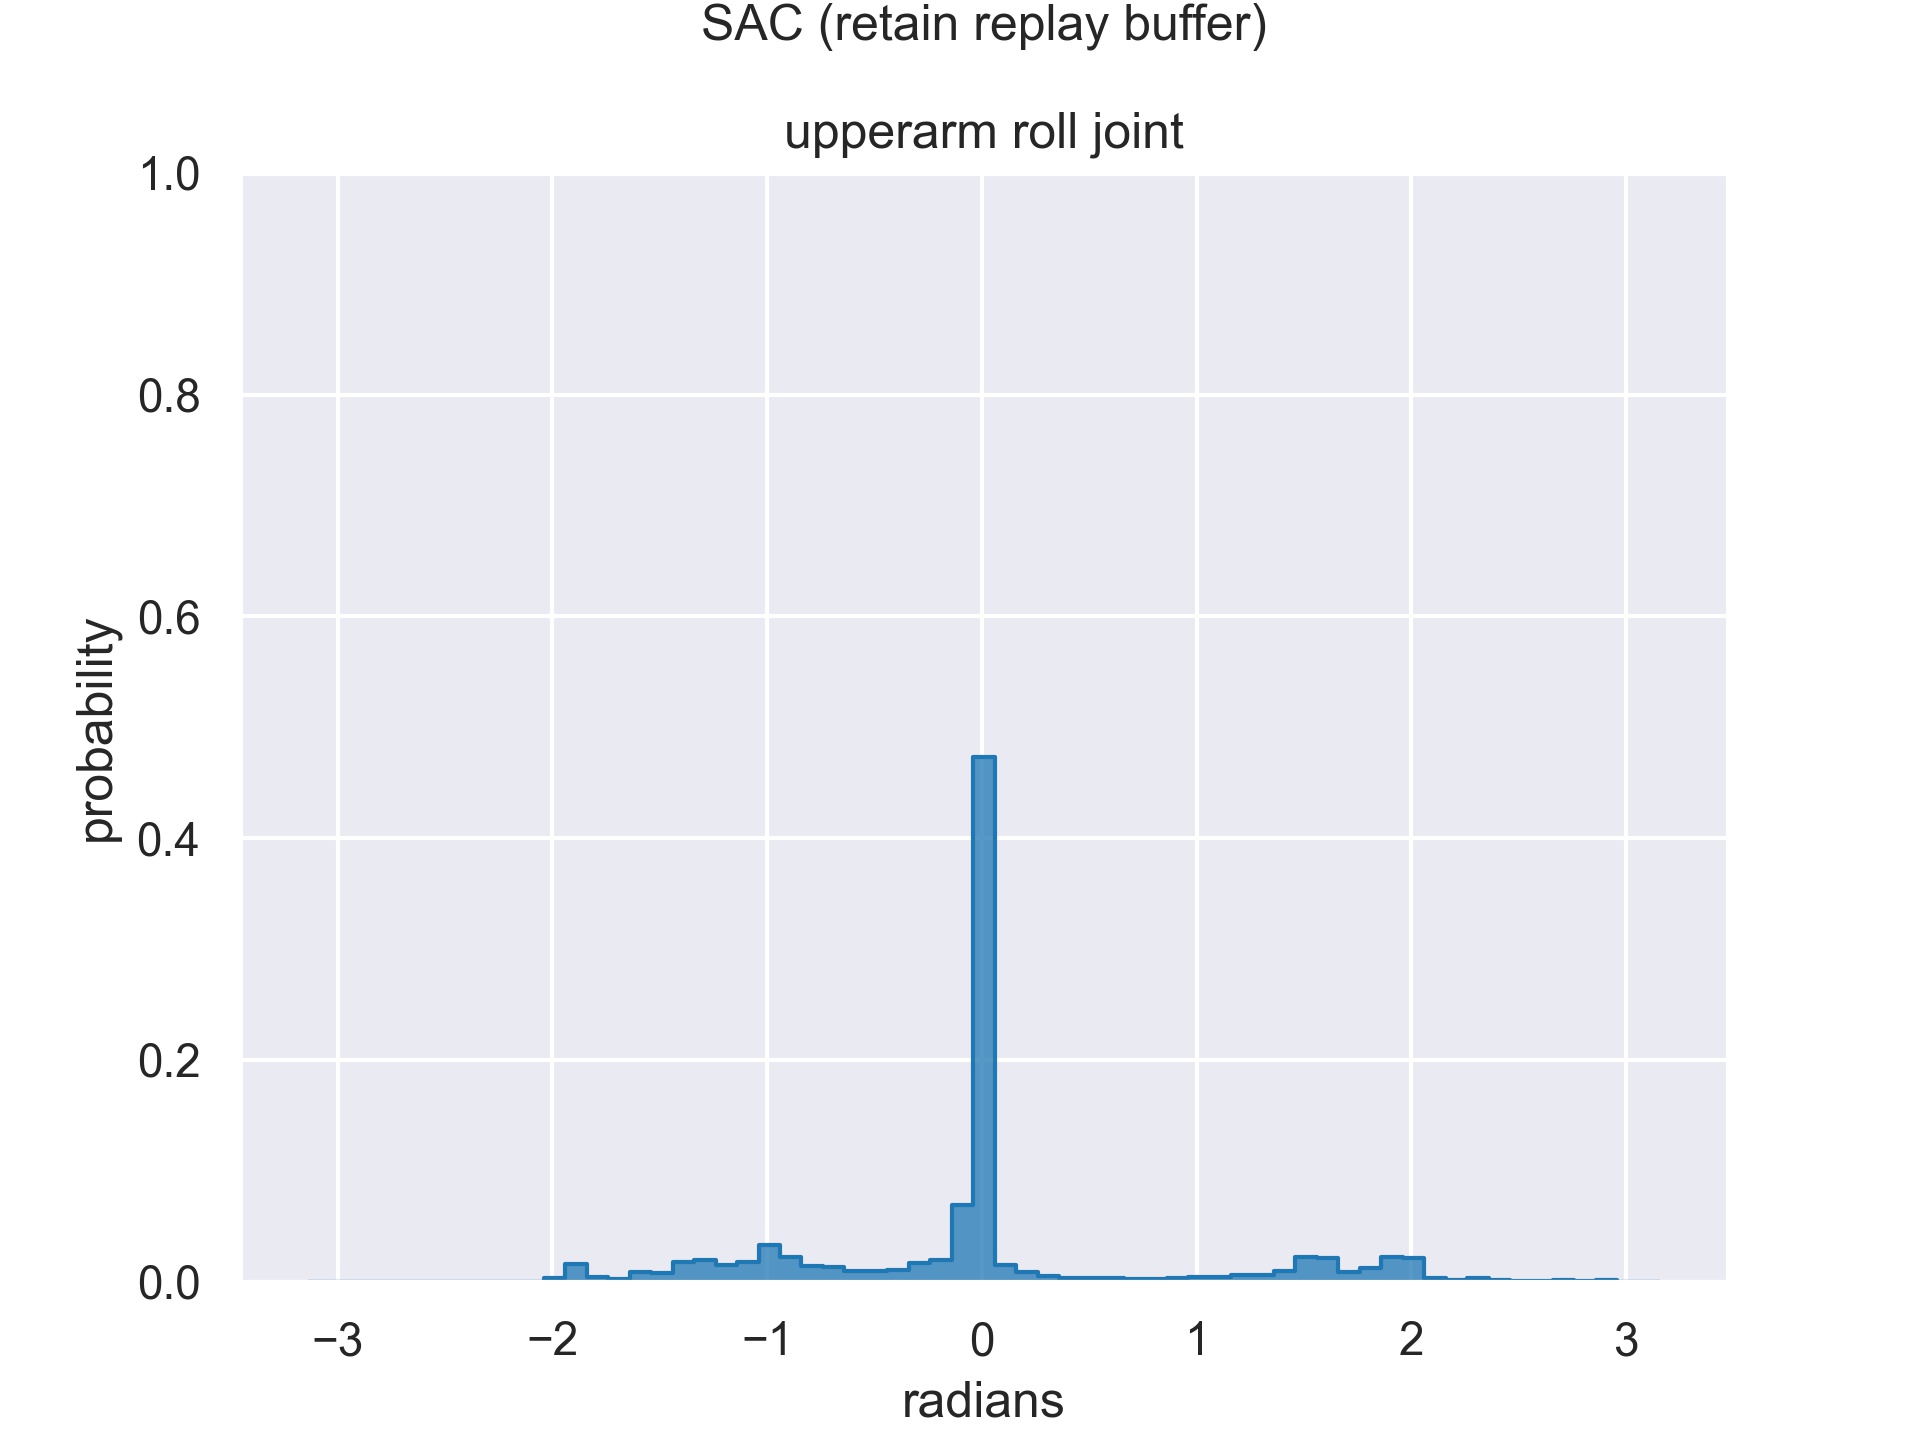 SAC (retain replay buffer)
upperarm roll joint
1.0
0.8
0.6
0.4
0.2
0.0
probability
−3 −2 −1 0 1 2 3
radians